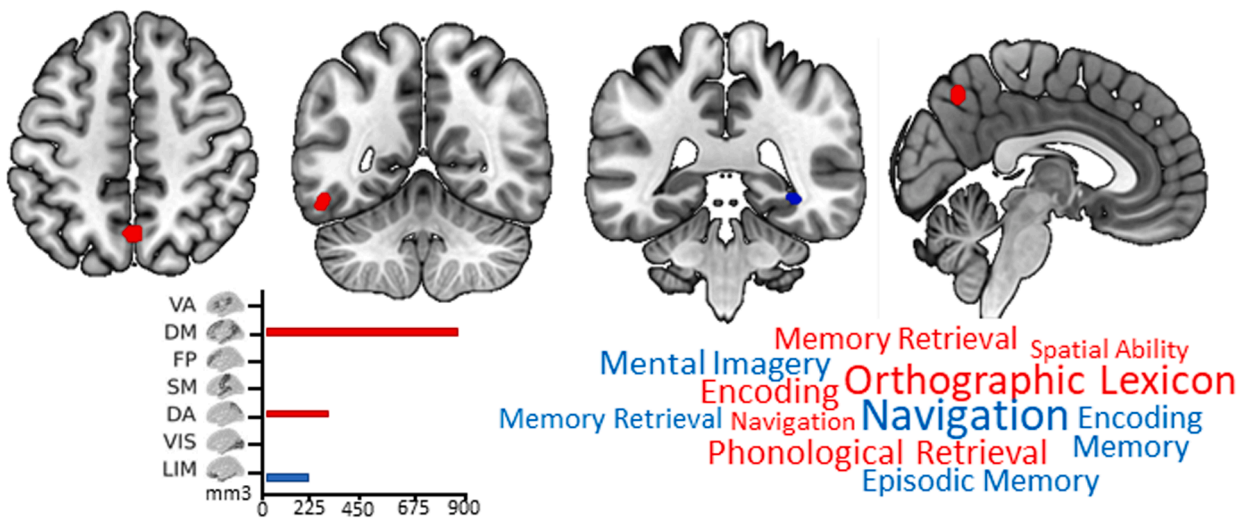 VA
DM
FP
SM
DA
VIS
LIM
mm3
0 225 450 675 900
Memory Retrieval Spatial Ability
Mental Imagery
Encoding Orthographic Lexicon
Memory Retrieval Navigation Navigation Encoding
Phonological Retrieval Memory
Episodic Memory